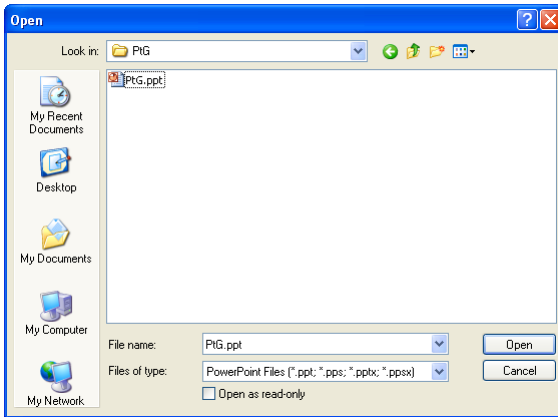 Open
Look in:
PtG
PtG.ppt
My Recent
Documents
Desktop
My Documents
My Computer
My Network
File name:
PtG.ppt
Open
Files of type:
PowerPoint Files (*.ppt; *.pps; *.pptx; *.ppsx)
Cancel
Open as read-only